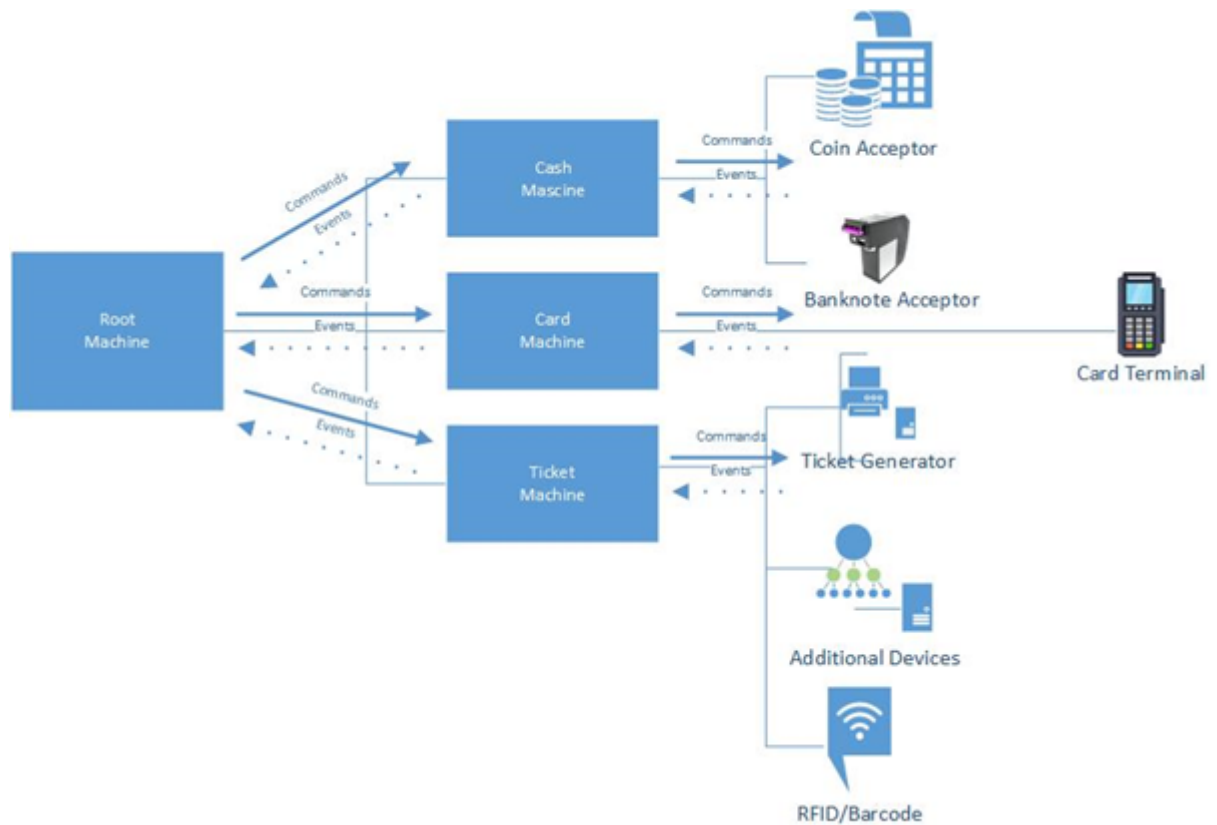 Coin Acceptor
Commands
Events
Cash
Mascine
Commands
Events
Banknote Acceptor
Root
Machine
Commands
Events
Card
Machine
Commands
Events
Card Terminal
Commands
Events
Ticket
Machine
Commands
Events
Ticket Generator
Additional Devices
RFID/Barcode